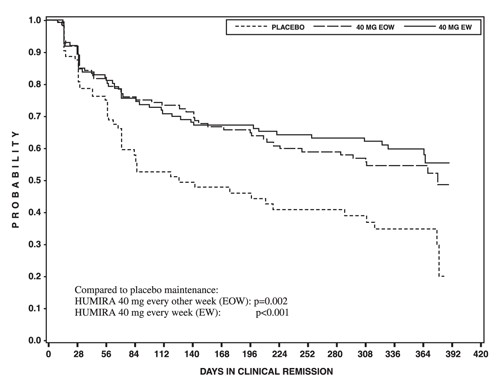 PLACEBO 40 MG EOW 40 MG EW
1.0
0.9
0.8
0.7
0.6
0.5
0.4
0.3
0.2
0.1
0.0
PROBABILITY
Compared to placebo maintenance:
HUMIRA 40 mg every other week (EOW): p=0.002
HUMIRA 40 mg every week (EW): p<0.001
0 28 56 84 112 140 168 196 224 252 280 308 336 364 392 420
DAYS IN CLINICAL REMISSION